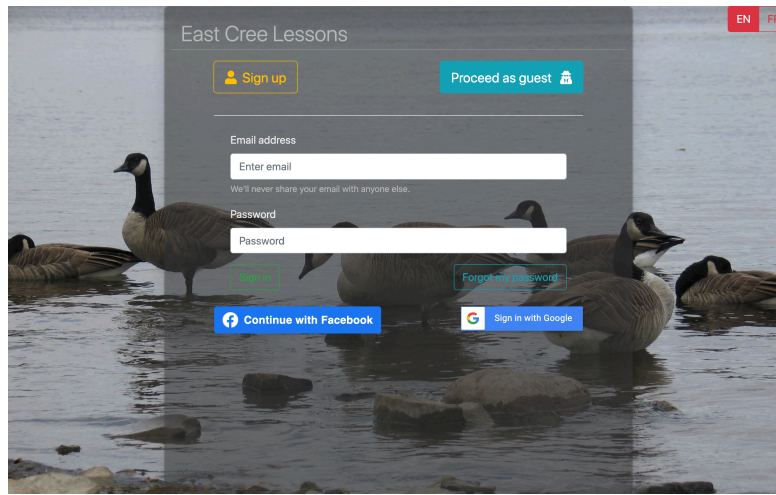 East Cree Lessons
EN
FR
Sign up
Proceed as guest
Email address
Enter email
We'll never share your email with anyone else.
Password
Password
Sign in
Forgot my password
Continue with Facebook
Sign in with Google